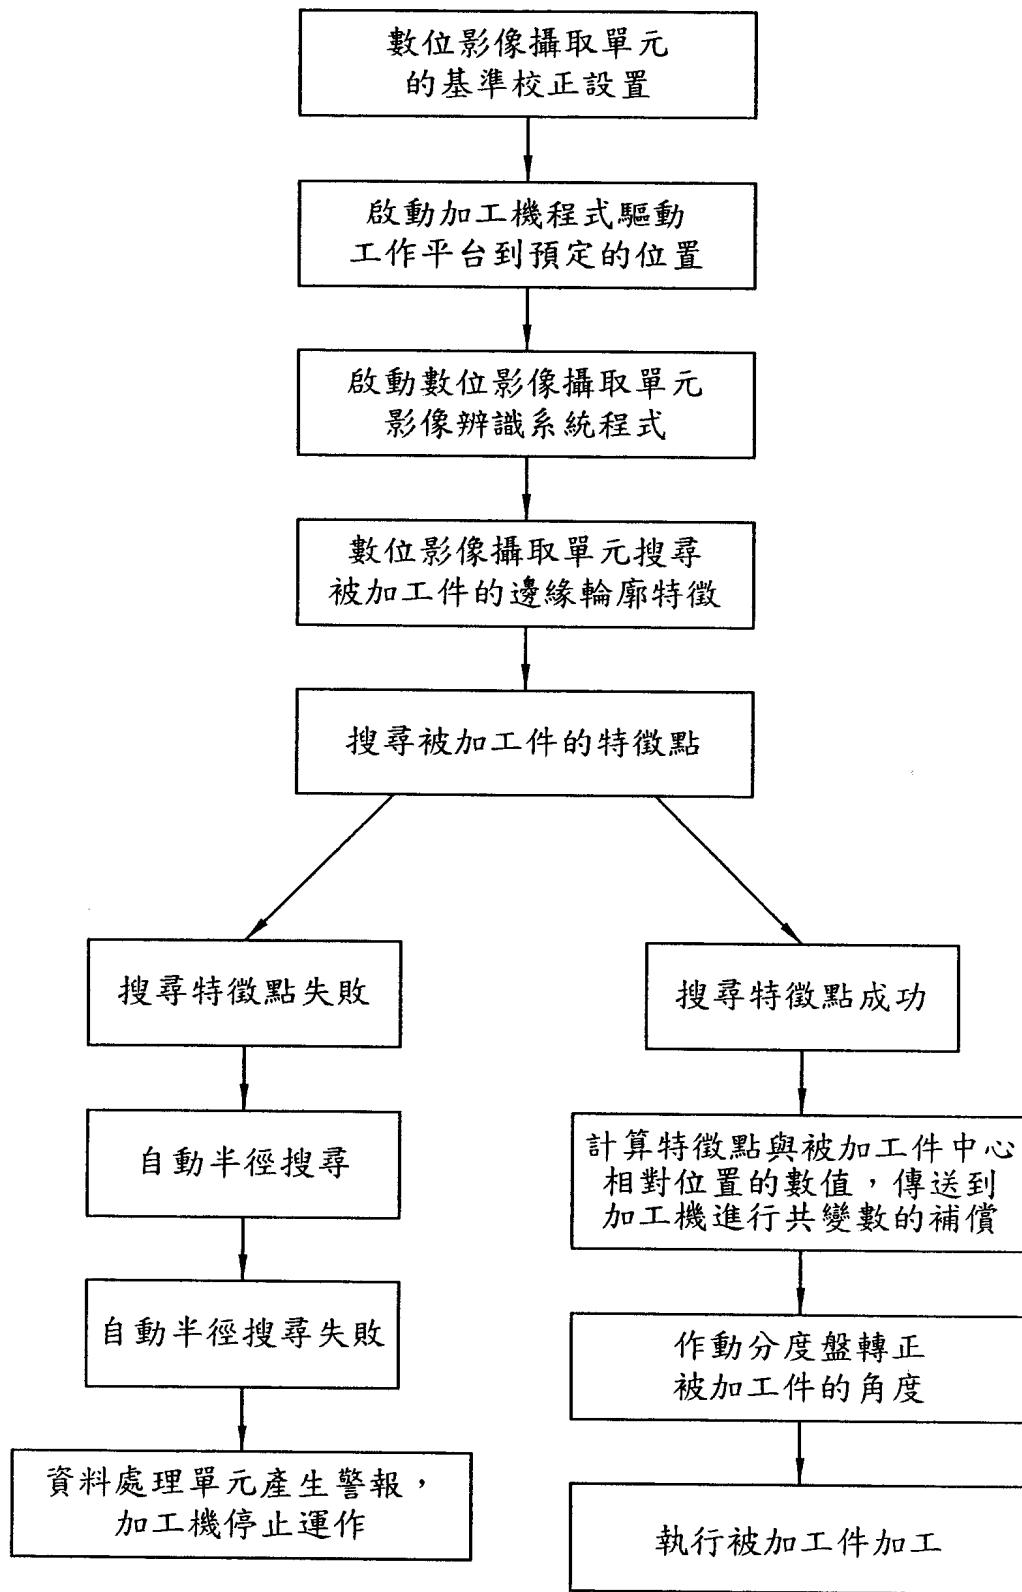 數位影像攝取單元
的基準校正設置
啟動加工機程式驅動
工作平台到預定的位置
啟動數位影像攝取單元
影像辨識系統程式
數位影像攝取單元搜尋
被加工件的邊緣輪廓特徵
搜尋被加工件的特徵點
搜尋特徵點失敗
自動半徑搜尋
自動半徑搜尋失敗
資料處理單元產生警報，
加工機停止運作
搜尋特徵點成功
計算特徵點與被加工件中心
相對位置的數值，傳送到
加工機進行共變數的補償
作動分度盤轉正
被加工件的角度
執行被加工件加工